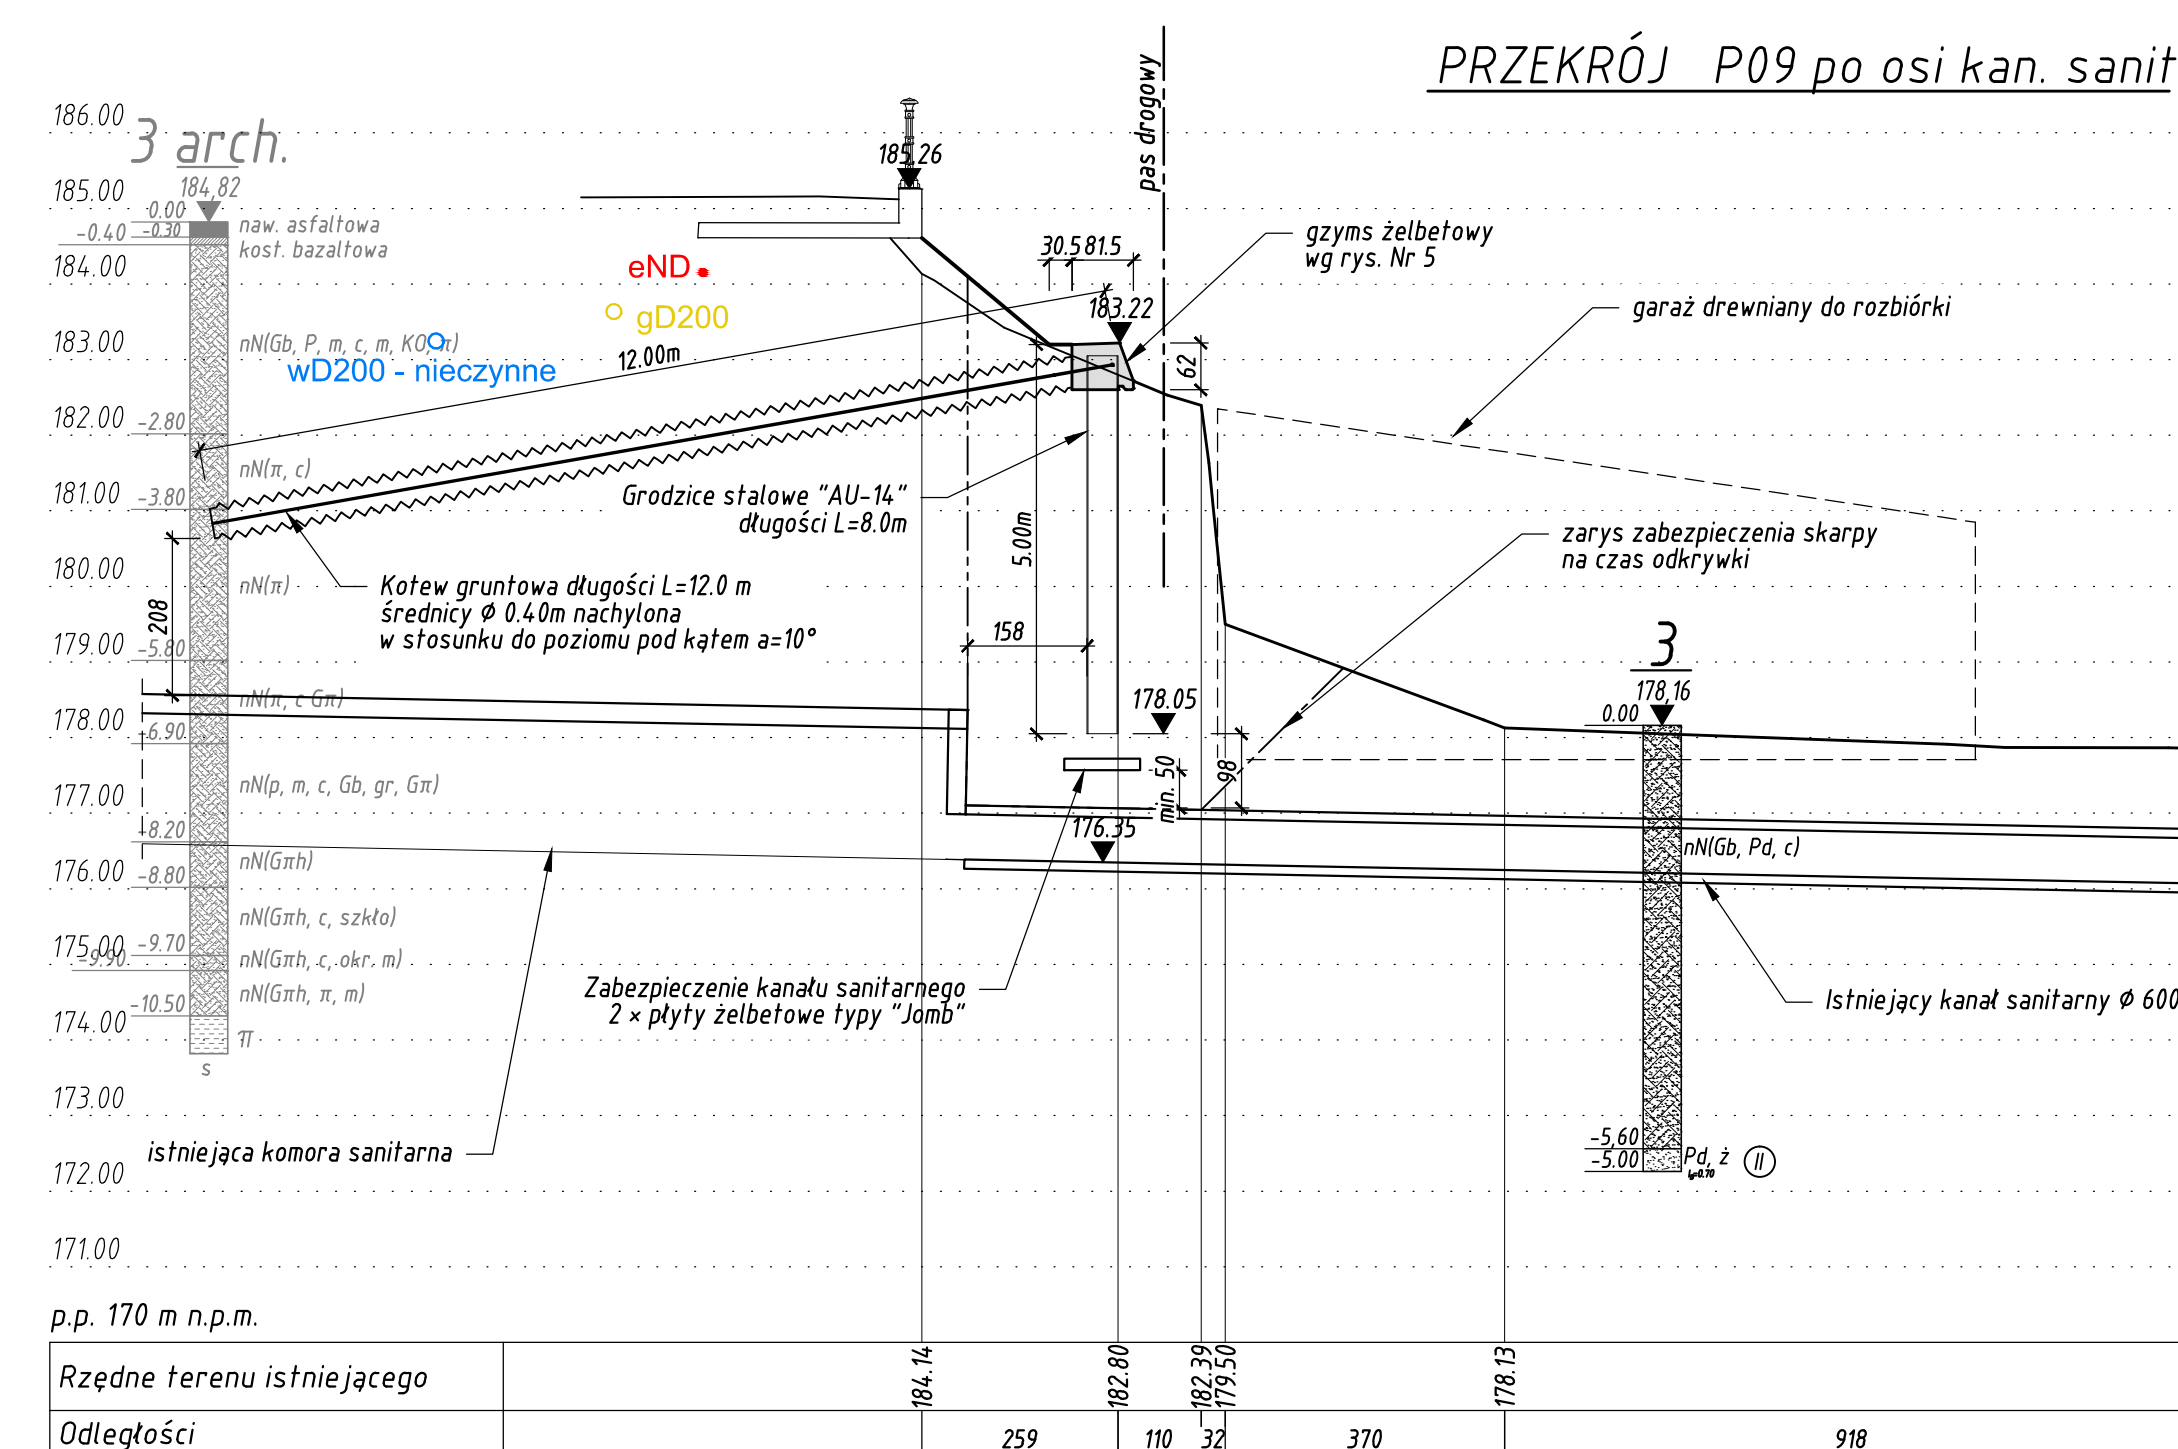 PRZEKRÓJ P09 po osi kan. sanit
pas drogowy
186.00
185.00
184.00
183.00
182.00
181.00
180.00
179.00
178.00
177.00
176.00
175.00
174.00
173.00
172.00
171.00
3 arch.
184,82
0.00
-0.30
-0.40
-2.80
-3.80
-5.80
-6.90
-8.20
-8.80
-9.70
-9.90
-10.50
naw. asfaltowa
kost. bazaltowa
nN(Gb, P, m, c, m, KO, π)
nN(π, c)
nN(π)
nN(π, c Gπ)
nN(p, m, c, Gb, gr, Gπ)
nN(Gπh)
nN(Gπh, c, szkło)
nN(Gπh, c, okr. m)
nN(Gπh, π, m)
π
s
185,26
eND
gD200
wD200 - nieczynne
12.00m
30.5 81.5
183.22
62
gzyms żelbetowy
wg rys. Nr 5
garaż drewniany do rozbiórki
Grodzice stalowe "AU-14"
długości L=8.0m
5.00m
zarys zabezpieczenia skarpy
na czas odkrywki
Kotew gruntowa długości L=12.0 m
średnicy Ø 0.40m nachylona
w stosunku do poziomu pod kątem a=10°
208
158
178.05
min. 50
98
176.35
3
178,16
0.00
nN(Gb, Pd, c)
-5,60
-5.00
Pd, ż
II
Zabezpieczenie kanału sanitarnego
2 × płyty żelbetowe typy "Jomb"
Istniejący kanał sanitarny Ø 600
istniejąca komora sanitarna
p.p. 170 m n.p.m.
Rzędne terenu istniejącego
184.14
182.80
182.39
179.50
178.13
Odległości
259
110
32
370
918